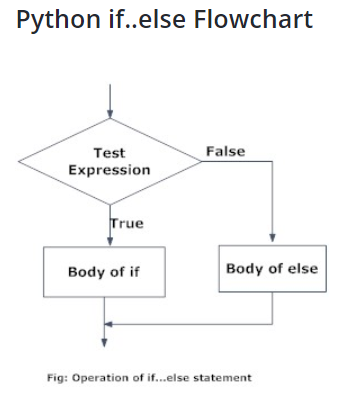 Python if..else Flowchart
Test
Expression
False
True
Body of if
Body of else
Fig: Operation of if...else statement